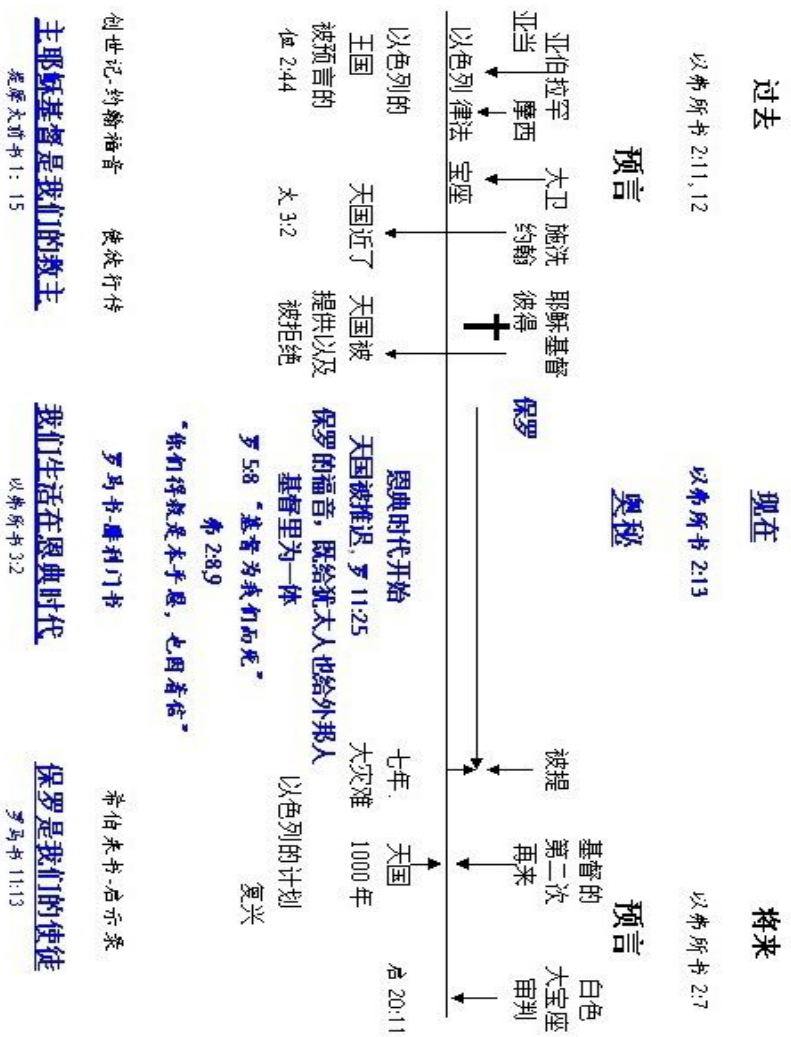 过去 现在 将来
以弗所书 2:11, 12 以弗所书 2:13 以弗所书 2:7
预言 奥秘 预言
亚伯拉罕 大卫 施洗 耶稣基督 被提 基督的 白色
亚当 摩西 约翰 彼得 保罗 第二次 大宝座
再来 审判
以色列 律法 宝座
以色列的 天国近了 天国被 恩典时代开始 七年. 天国 启 20:11
王国 太 3:2 提供以及 天国被推迟, 罗 11:25 大灾难 1000 年
被预言的 被拒绝 保罗的福音, 既给犹太人也给外邦人
但 2:44 基督里为一体 以色列的计划
罗 5:8 “基督为我们而死” 复兴
弗 2:8,9
“你们得救是本乎恩, 也因着信”
创世记-约翰福音 使徒行传 罗马书-腓利门书 希伯来书-启示录
主耶稣基督是我们的救主 我们生活在恩典时代 保罗是我们的使徒
提摩太前书 1: 15 以弗所书 3:2 罗马书 11:13